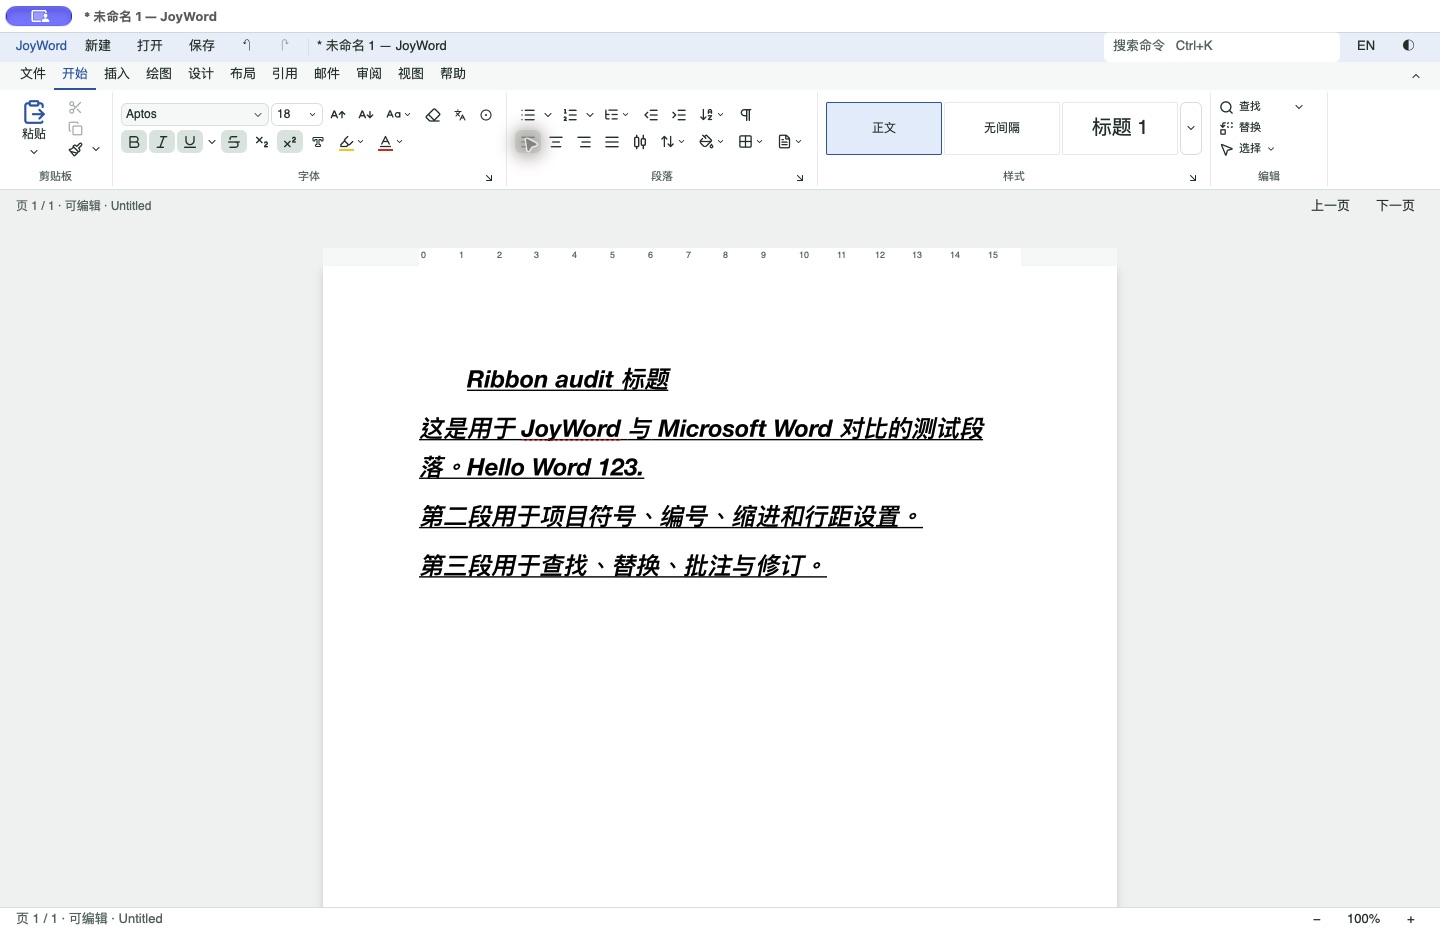 * 未命名 1 — JoyWord
JoyWord 新建 打开 保存 * 未命名 1 — JoyWord 搜索命令 Ctrl+K EN
文件 开始 插入 绘图 设计 布局 引用 邮件 审阅 视图 帮助
Aptos 18 正文 无间隔 标题 1 查找
粘贴 替换
B I U S X₂ X² A 选择
剪贴板 字体 段落 样式 编辑
页 1 / 1 · 可编辑 · Untitled 上一页 下一页
0 1 2 3 4 5 6 7 8 9 10 11 12 13 14 15
Ribbon audit 标题
这是用于 JoyWord 与 Microsoft Word 对比的测试段
落。Hello Word 123.
第二段用于项目符号、编号、缩进和行距设置。
第三段用于查找、替换、批注与修订。
页 1 / 1 · 可编辑 · Untitled − 100% +